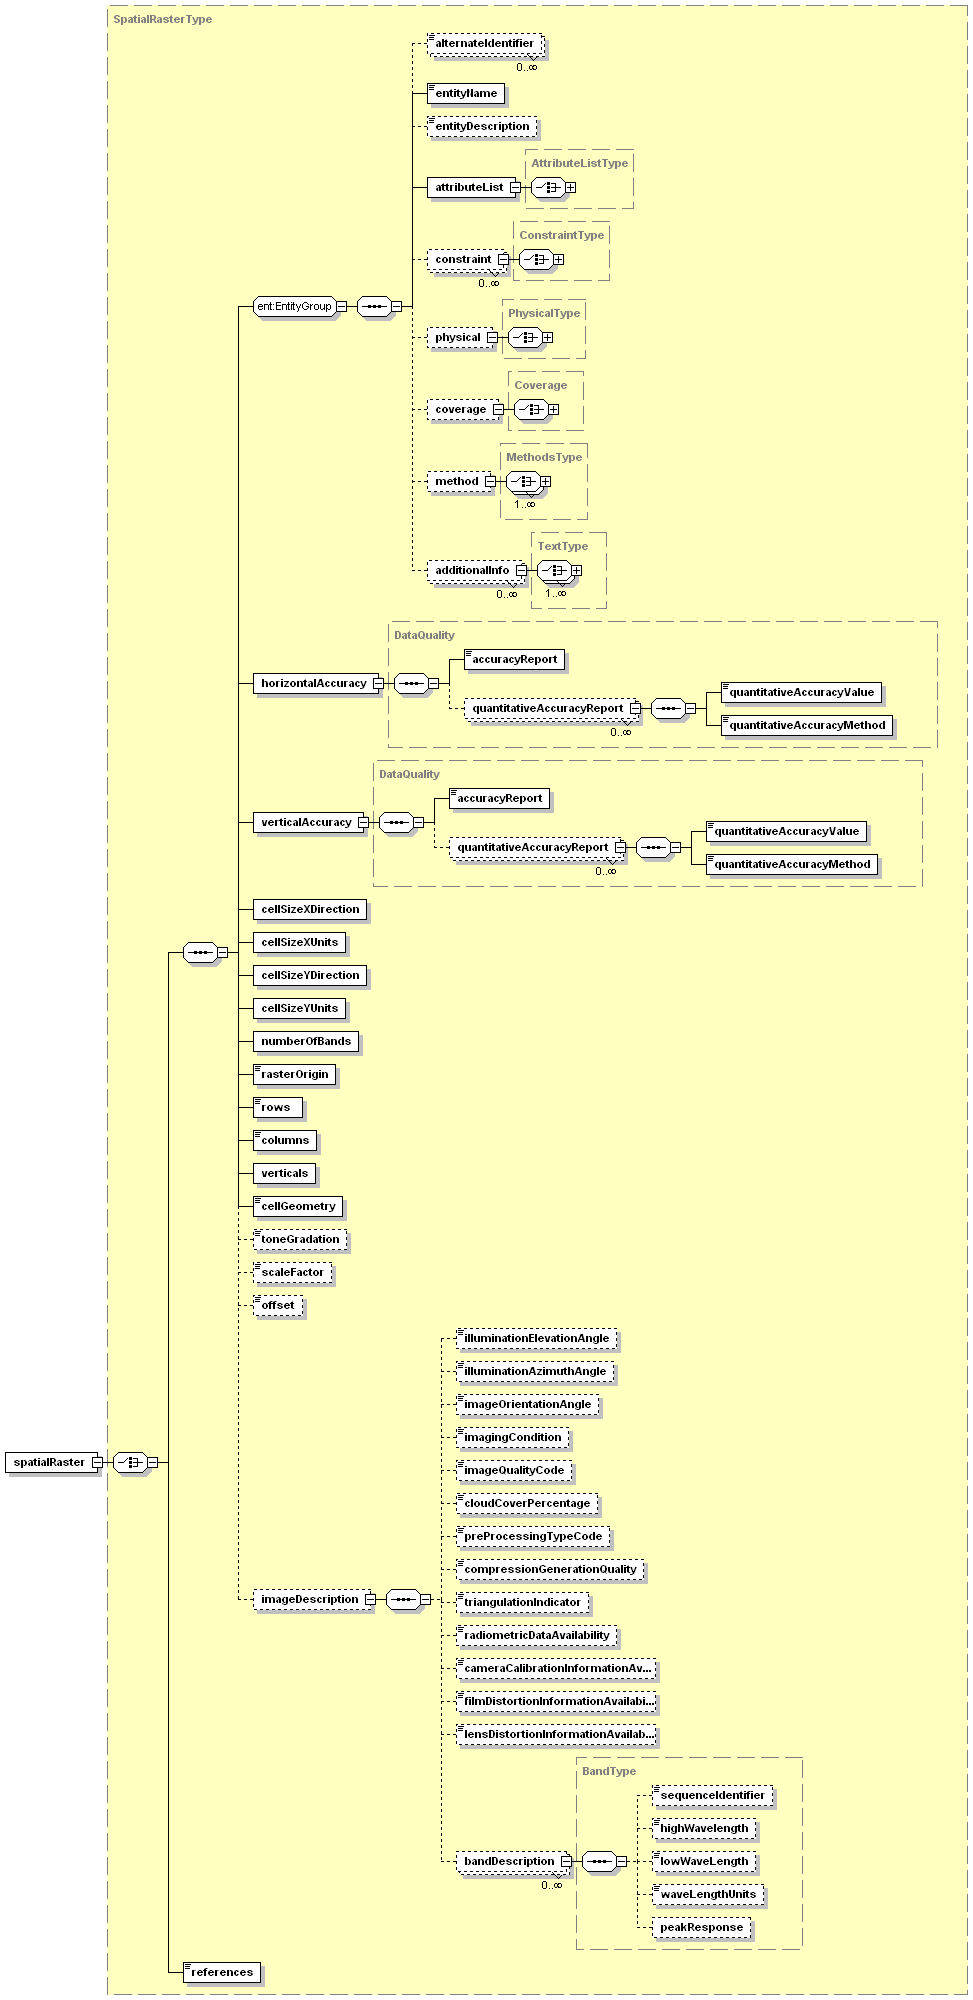 SpatialRasterType
alternateIdentifier
0..∞
entityName
entityDescription
AttributeListType
attributeList
ConstraintType
constraint
0..∞
ent:EntityGroup
PhysicalType
physical
Coverage
coverage
MethodsType
method
1..∞
TextType
additionalInfo
0..∞ 1..∞
DataQuality
accuracyReport
horizontalAccuracy
quantitativeAccuracyValue
quantitativeAccuracyReport
quantitativeAccuracyMethod
0..∞
DataQuality
accuracyReport
verticalAccuracy
quantitativeAccuracyValue
quantitativeAccuracyReport
quantitativeAccuracyMethod
0..∞
cellSizeXDirection
cellSizeXUnits
cellSizeYDirection
cellSizeYUnits
numberOfBands
rasterOrigin
rows
columns
verticals
cellGeometry
toneGradation
scaleFactor
offset
illuminationElevationAngle
illuminationAzimuthAngle
imageOrientationAngle
imagingCondition
spatialRaster
imageQualityCode
cloudCoverPercentage
preProcessingTypeCode
compressionGenerationQuality
imageDescription
triangulationIndicator
radiometricDataAvailability
cameraCalibrationInformationAv...
filmDistortionInformationAvailabi...
lensDistortionInformationAvailab...
BandType
sequenceIdentifier
highWavelength
bandDescription
lowWaveLength
0..∞
waveLengthUnits
peakResponse
references